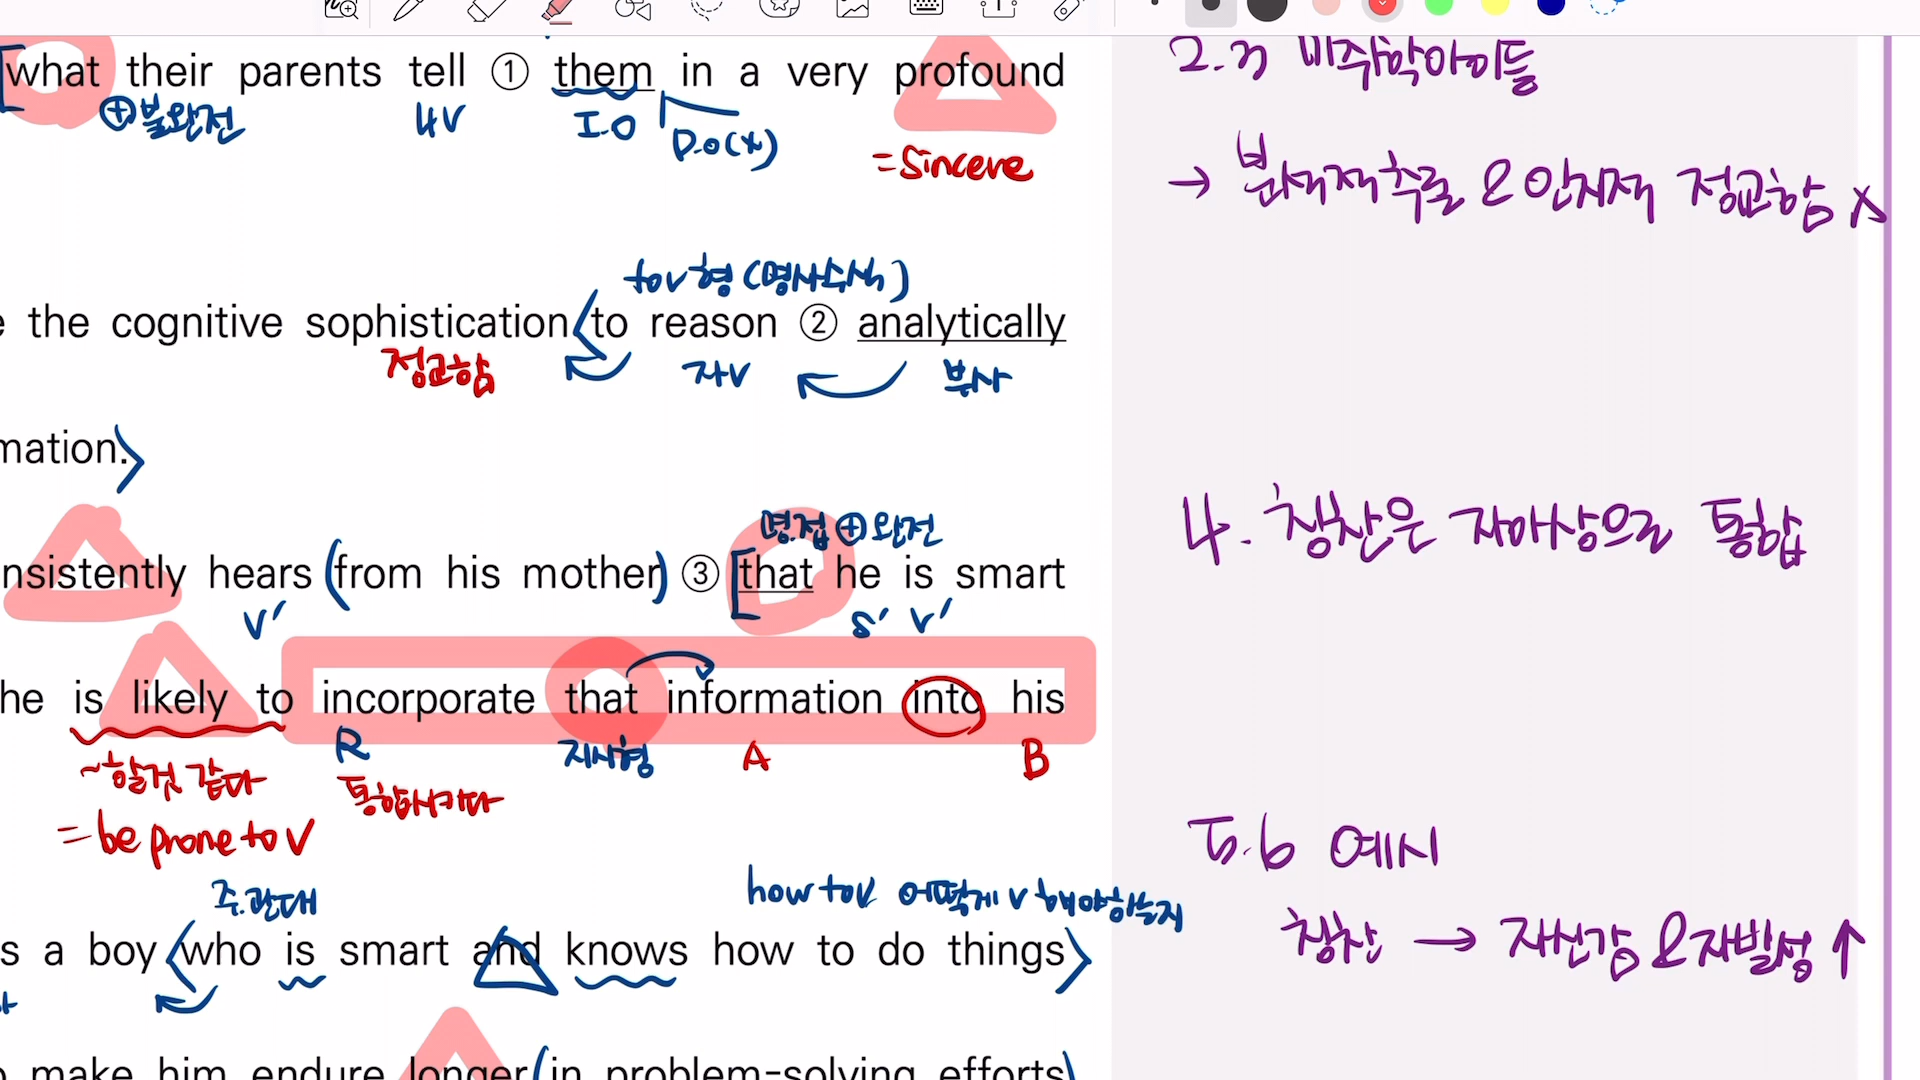 what their parents tell ① them in a very profound
⊕불완전 4V I.O D.O(x)
=Sincere
to v 형 (명사수식)
the cognitive sophistication to reason ② analytically
정교함 자V 부사
mation.
명.접 ⊕ 완전
nsistently hears (from his mother) ③ [that he is smart
V' S' V'
he is likely to incorporate that information into his
R 지시형 A B
~할것 같다 통합시키다
= be prone to V
주.관대 how to V 어떻게 V 해야하는지
s a boy who is smart and knows how to do things
make him endure longer (in problem-solving efforts)
2.3 비취학아이들
→ 분석적추론 & 인지적 정교함 x
4. 칭찬은 자아상으로 통합
5.6 예시
칭찬 → 자신감 & 자발성 ↑